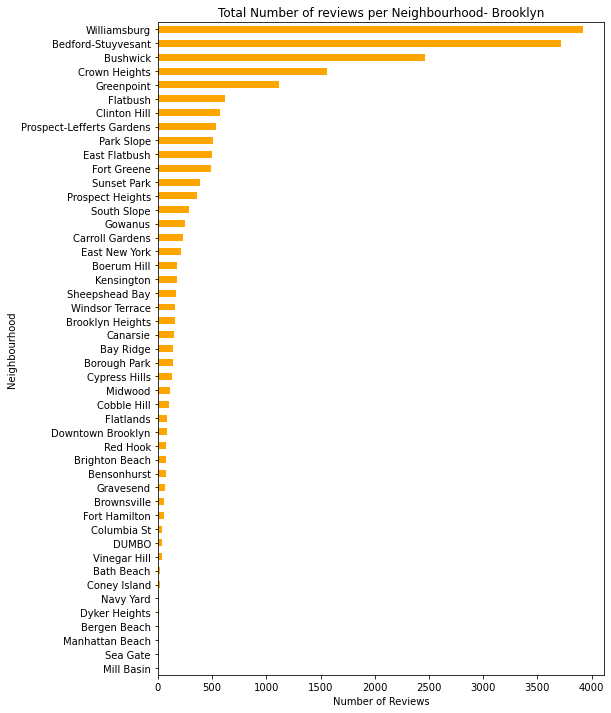 Total Number of reviews per Neighbourhood- Brooklyn
Williamsburg
Bedford-Stuyvesant
Bushwick
Crown Heights
Greenpoint
Flatbush
Clinton Hill
Prospect-Lefferts Gardens
Park Slope
East Flatbush
Fort Greene
Sunset Park
Prospect Heights
South Slope
Gowanus
Carroll Gardens
East New York
Boerum Hill
Kensington
Sheepshead Bay
Windsor Terrace
Brooklyn Heights
Canarsie
Bay Ridge
Borough Park
Cypress Hills
Midwood
Cobble Hill
Flatlands
Downtown Brooklyn
Red Hook
Brighton Beach
Bensonhurst
Gravesend
Brownsville
Fort Hamilton
Columbia St
DUMBO
Vinegar Hill
Bath Beach
Coney Island
Navy Yard
Dyker Heights
Bergen Beach
Manhattan Beach
Sea Gate
Mill Basin
Neighbourhood
0 500 1000 1500 2000 2500 3000 3500 4000
Number of Reviews